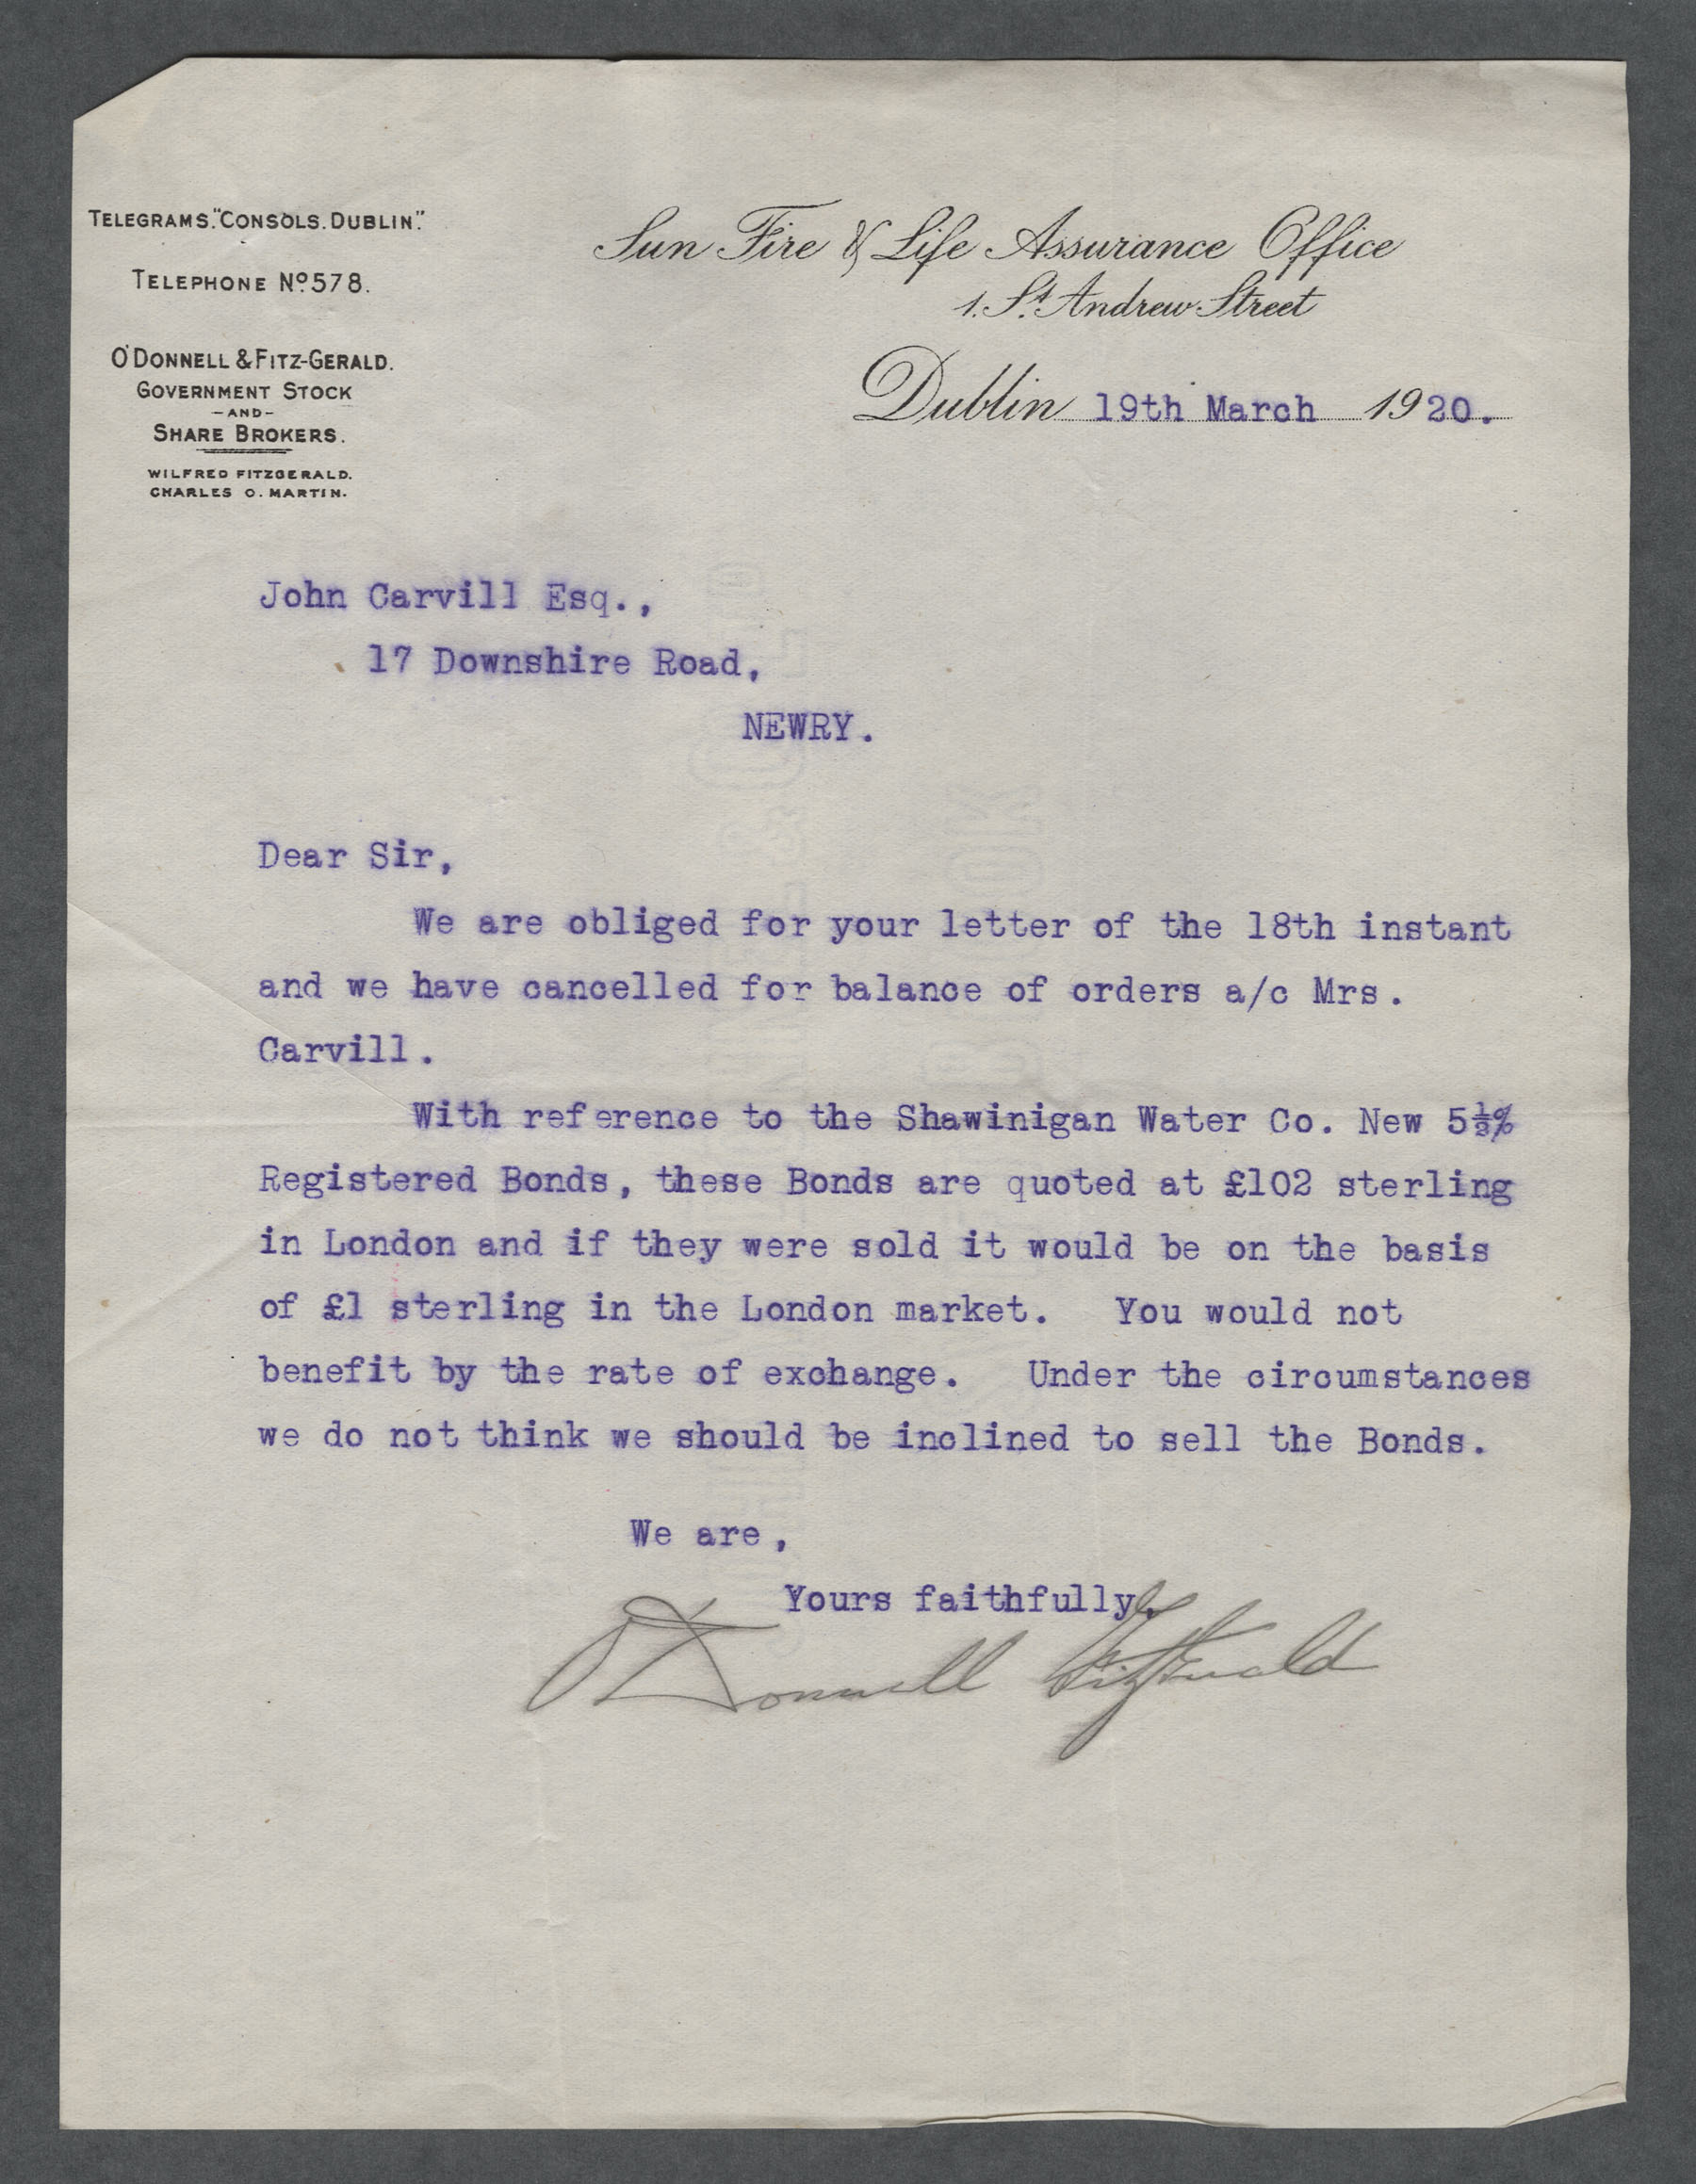 TELEGRAMS. "CONSOLS. DUBLIN."
TELEPHONE No. 578.
O'DONNELL & FITZ-GERALD.
GOVERNMENT STOCK
-AND-
SHARE BROKERS.
WILFRED FITZGERALD.
CHARLES O. MARTIN.
Sun Fire & Life Assurance Office
1. St. Andrew Street
Dublin 19th March 1920.
John Carvill Esq.,
17 Downshire Road,
NEWRY.
Dear Sir,
We are obliged for your letter of the 18th instant
and we have cancelled for balance of orders a/c Mrs.
Carvill.
With reference to the Shawinigan Water Co. New 5½%
Registered Bonds, these Bonds are quoted at £102 sterling
in London and if they were sold it would be on the basis
of £1 sterling in the London market. You would not
benefit by the rate of exchange. Under the circumstances
we do not think we should be inclined to sell the Bonds.
We are,
Yours faithfully,
O'Donnell Fitzgerald